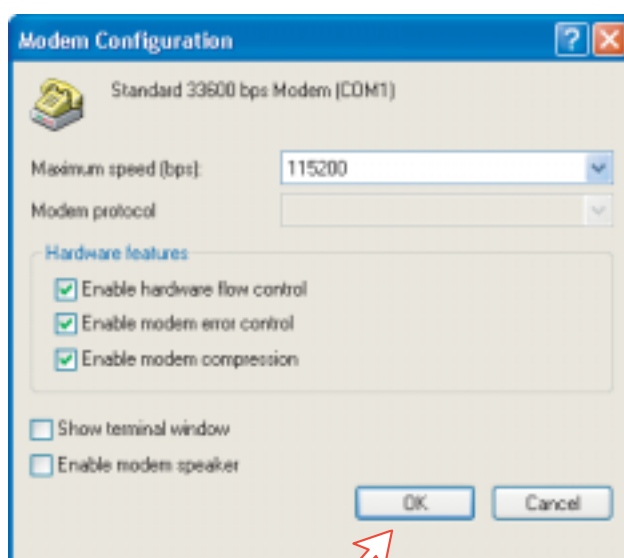 Modem Configuration
Standard 33600 bps Modem (COM1)
Maximum speed (bps): 115200
Modem protocol
Hardware features
Enable hardware flow control
Enable modem error control
Enable modem compression
Show terminal window
Enable modem speaker
OK Cancel